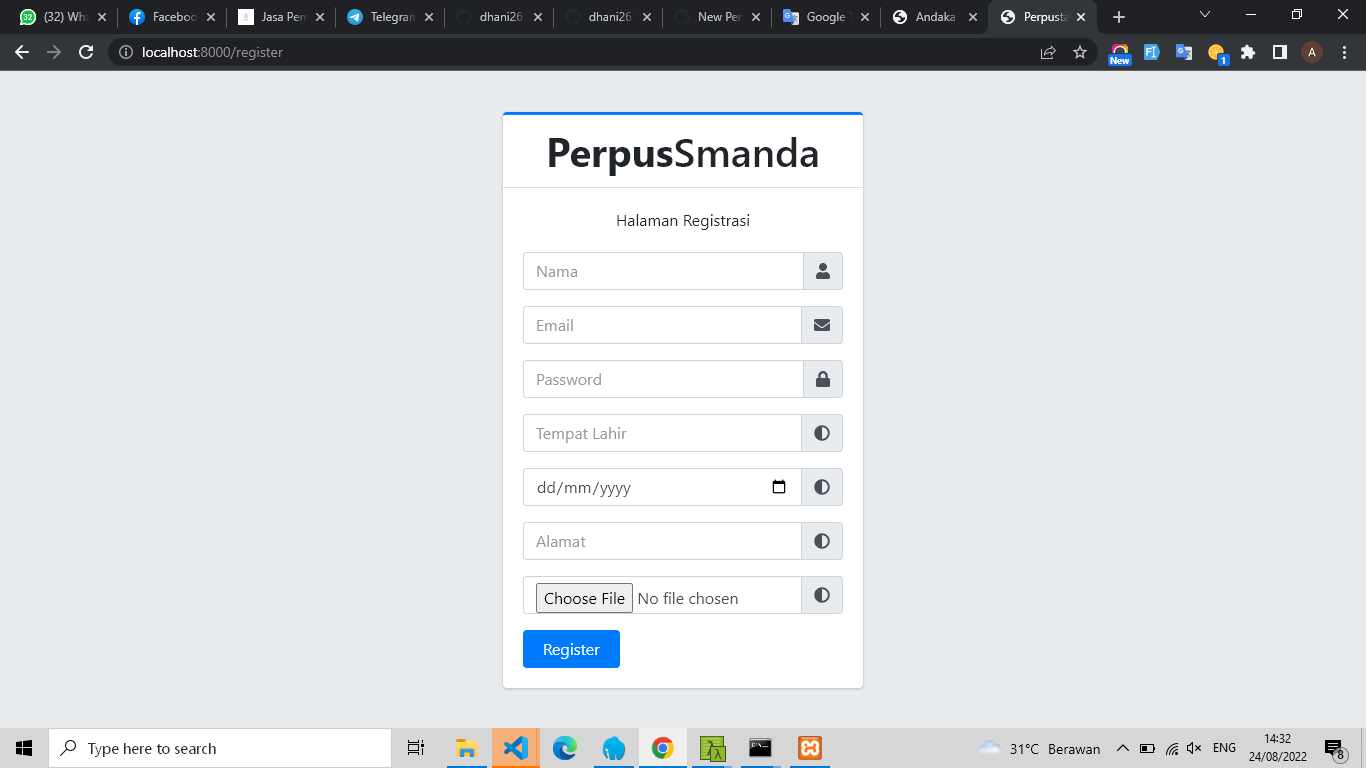 (32) Wha
Faceboo
Jasa Pen
Telegran
dhani26
dhani26
New Per
Google T
Andaka
Perpusta
localhost:8000/register
New
1
A
PerpusSmanda
Halaman Registrasi
Nama
Email
Password
Tempat Lahir
dd/mm/yyyy
Alamat
Choose File No file chosen
Register
Type here to search
31°C Berawan
ENG
14:32
24/08/2022
8